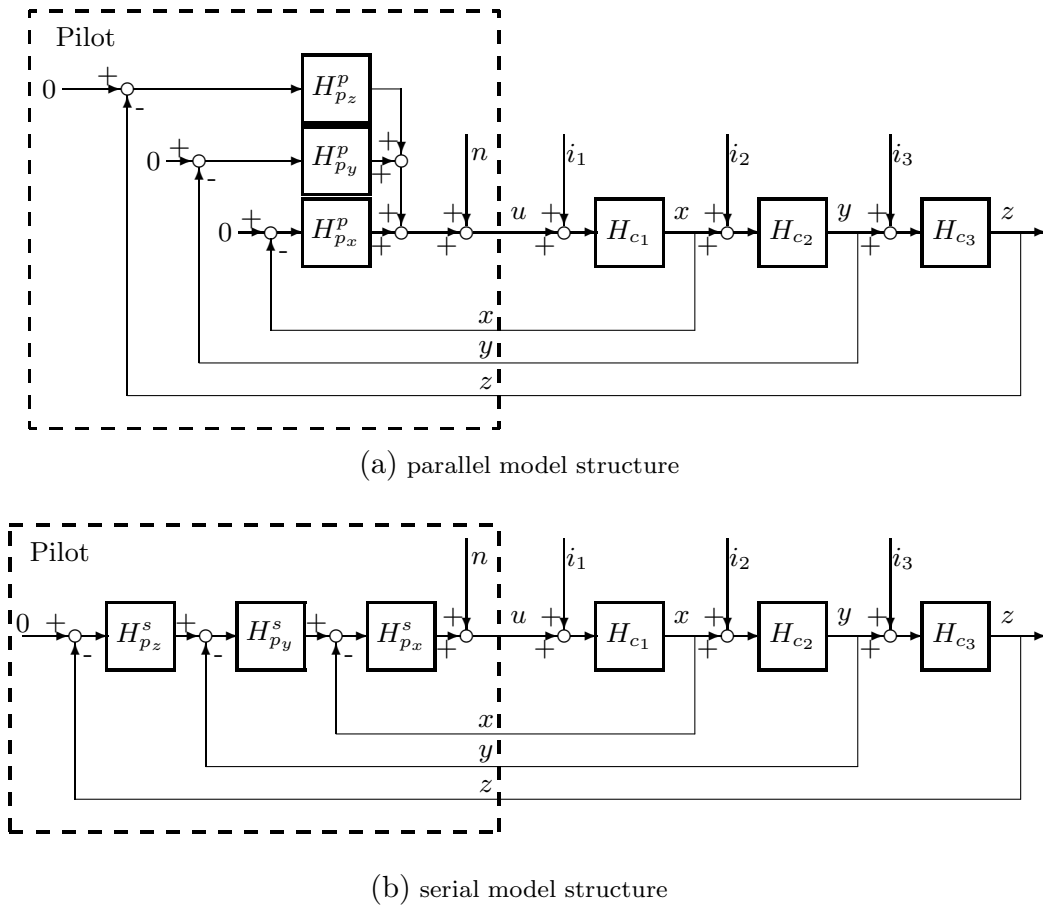 Pilot
+
0
-
$H^p_{p_z}$
+
0
-
$H^p_{p_y}$
+
+
n
$i_1$
$i_2$
$i_3$
+
0
-
$H^p_{p_x}$
+
+
+
+
u
+
+
$H_{c_1}$
x
+
+
$H_{c_2}$
y
+
+
$H_{c_3}$
z
x
y
z
(a) parallel model structure
Pilot
n
$i_1$
$i_2$
$i_3$
0
+
-
$H^s_{p_z}$
+
-
$H^s_{p_y}$
+
-
$H^s_{p_x}$
+
+
u
+
+
$H_{c_1}$
x
+
+
$H_{c_2}$
y
+
+
$H_{c_3}$
z
x
y
z
(b) serial model structure